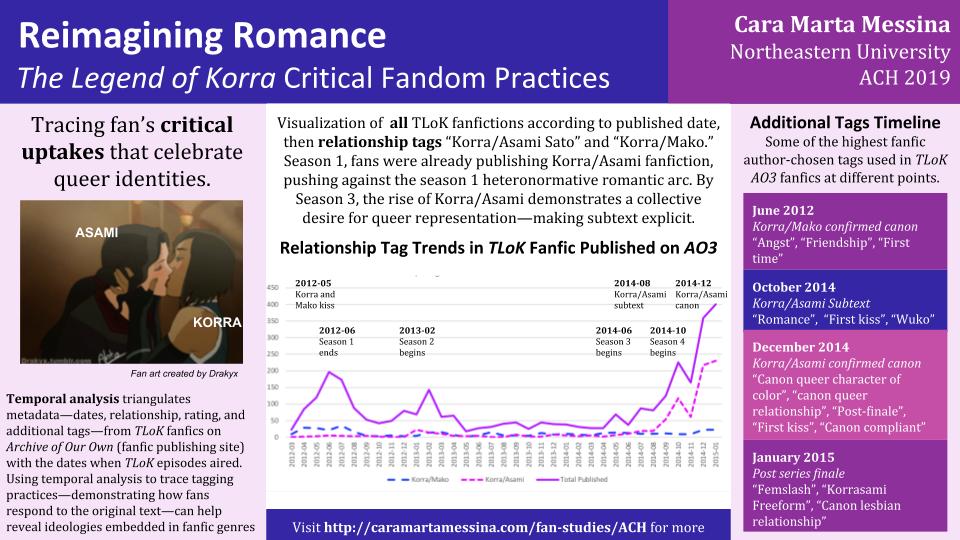 Reimagining Romance
The Legend of Korra Critical Fandom Practices
Cara Marta Messina
Northeastern University
ACH 2019
Tracing fan’s critical
uptakes that celebrate
queer identities.
ASAMI
KORRA
Drakyx.tumblr.com
Fan art created by Drakyx
Temporal analysis triangulates
metadata—dates, relationship, rating, and
additional tags—from TLoK fanfics on
Archive of Our Own (fanfic publishing site)
with the dates when TLoK episodes aired.
Using temporal analysis to trace tagging
practices—demonstrating how fans
respond to the original text—can help
reveal ideologies embedded in fanfic genres
Visualization of all TLoK fanfictions according to published date,
then relationship tags “Korra/Asami Sato” and “Korra/Mako.”
Season 1, fans were already publishing Korra/Asami fanfiction,
pushing against the season 1 heteronormative romantic arc. By
Season 3, the rise of Korra/Asami demonstrates a collective
desire for queer representation—making subtext explicit.
Relationship Tag Trends in TLoK Fanfic Published on AO3
2012-05
Korra and
Mako kiss
2012-06
Season 1
ends
2013-02
Season 2
begins
2014-06
Season 3
begins
2014-08
Korra/Asami
subtext
2014-10
Season 4
begins
2014-12
Korra/Asami
canon
450
400
350
300
250
200
150
100
50
0
2012-03
2012-04
2012-05
2012-06
2012-07
2012-08
2012-09
2012-10
2012-11
2012-12
2013-01
2013-02
2013-03
2013-04
2013-05
2013-06
2013-07
2013-08
2013-09
2013-10
2013-11
2013-12
2014-01
2014-02
2014-03
2014-04
2014-05
2014-06
2014-07
2014-08
2014-09
2014-10
2014-11
2014-12
2015-01
Korra/Mako Korra/Asami Total Published
Visit http://caramartamessina.com/fan-studies/ACH for more
Additional Tags Timeline
Some of the highest fanfic
author-chosen tags used in TLoK
AO3 fanfics at different points.
June 2012
Korra/Mako confirmed canon
“Angst”, “Friendship”, “First
time”
October 2014
Korra/Asami Subtext
“Romance”, “First kiss”, “Wuko”
December 2014
Korra/Asami confirmed canon
“Canon queer character of
color”, “canon queer
relationship”, “Post-finale”,
“First kiss”, “Canon compliant”
January 2015
Post series finale
“Femslash”, “Korrasami
Freeform”, “Canon lesbian
relationship”